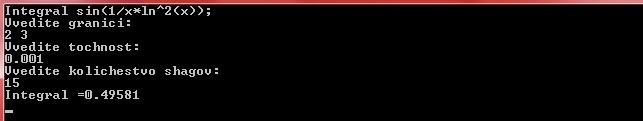 Integral sin(1/x*ln^2(x));
Vvedite granici:
2 3
Vvedite tochnost:
0.001
Vvedite kolichestvo shagov:
15
Integral =0.49581